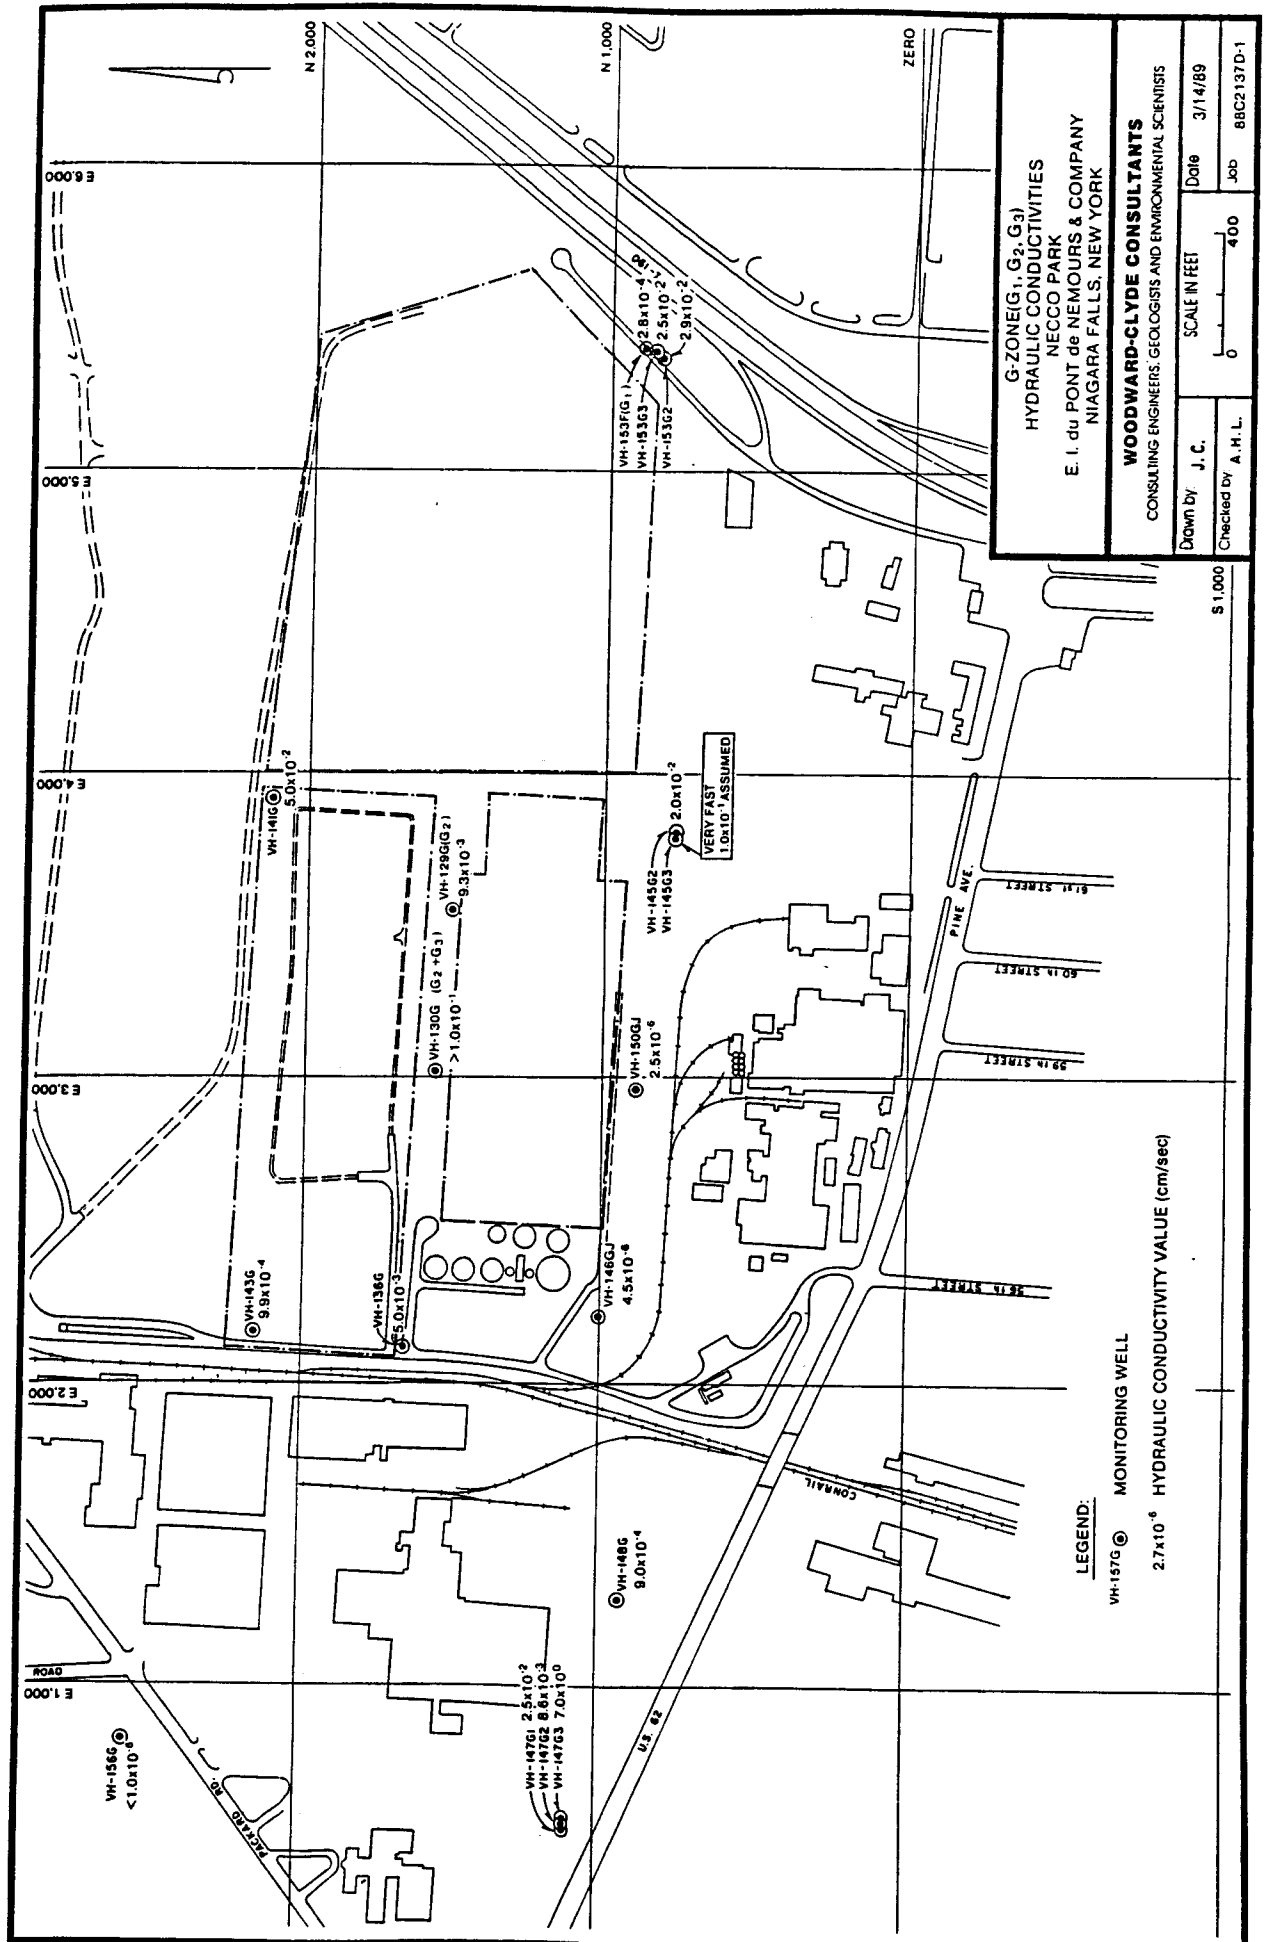 N 2,000
N 1,000
ZERO
S 1,000
E 6,000
E 5,000
E 4,000
E 3,000
E 2,000
E 1,000
VH-153F(G1)
VH-153G3
VH-153G2
2.8x10-4
2.5x10-2
2.9x10-2
VH-141G
5.0x10-2
VH-129G(G2)
9.3x10-3
VH-130G (G2 +G3)
>1.0x10-1
VH-145G2
VH-145G3
2.0x10-2
VERY FAST
1.0x10-1 ASSUMED
VH-150GJ
2.5x10-6
VH-143G
9.9x10-4
VH-136G
5.0x10-3
VH-146GJ
4.5x10-6
VH-148G
9.0x10-4
VH-147G1 2.5x10-2
VH-147G2 8.6x10-3
VH-147G3 7.0x100
VH-156G
<1.0x10-6
ROAD
PACKARD RD.
U.S. 62
CONRAIL
PINE AVE.
61st STREET
60 th STREET
59 th STREET
56 th STREET
LEGEND:
VH-157G MONITORING WELL
2.7x10-6 HYDRAULIC CONDUCTIVITY VALUE (cm/sec)
G-ZONE(G1, G2, G3)
HYDRAULIC CONDUCTIVITIES
NECCO PARK
E. I. du PONT de NEMOURS & COMPANY
NIAGARA FALLS, NEW YORK
WOODWARD-CLYDE CONSULTANTS
CONSULTING ENGINEERS, GEOLOGISTS AND ENVIRONMENTAL SCIENTISTS
Drawn by J. C.
SCALE IN FEET
0 400
Date 3/14/89
Checked by A.H.L.
Job 88C2137D-1